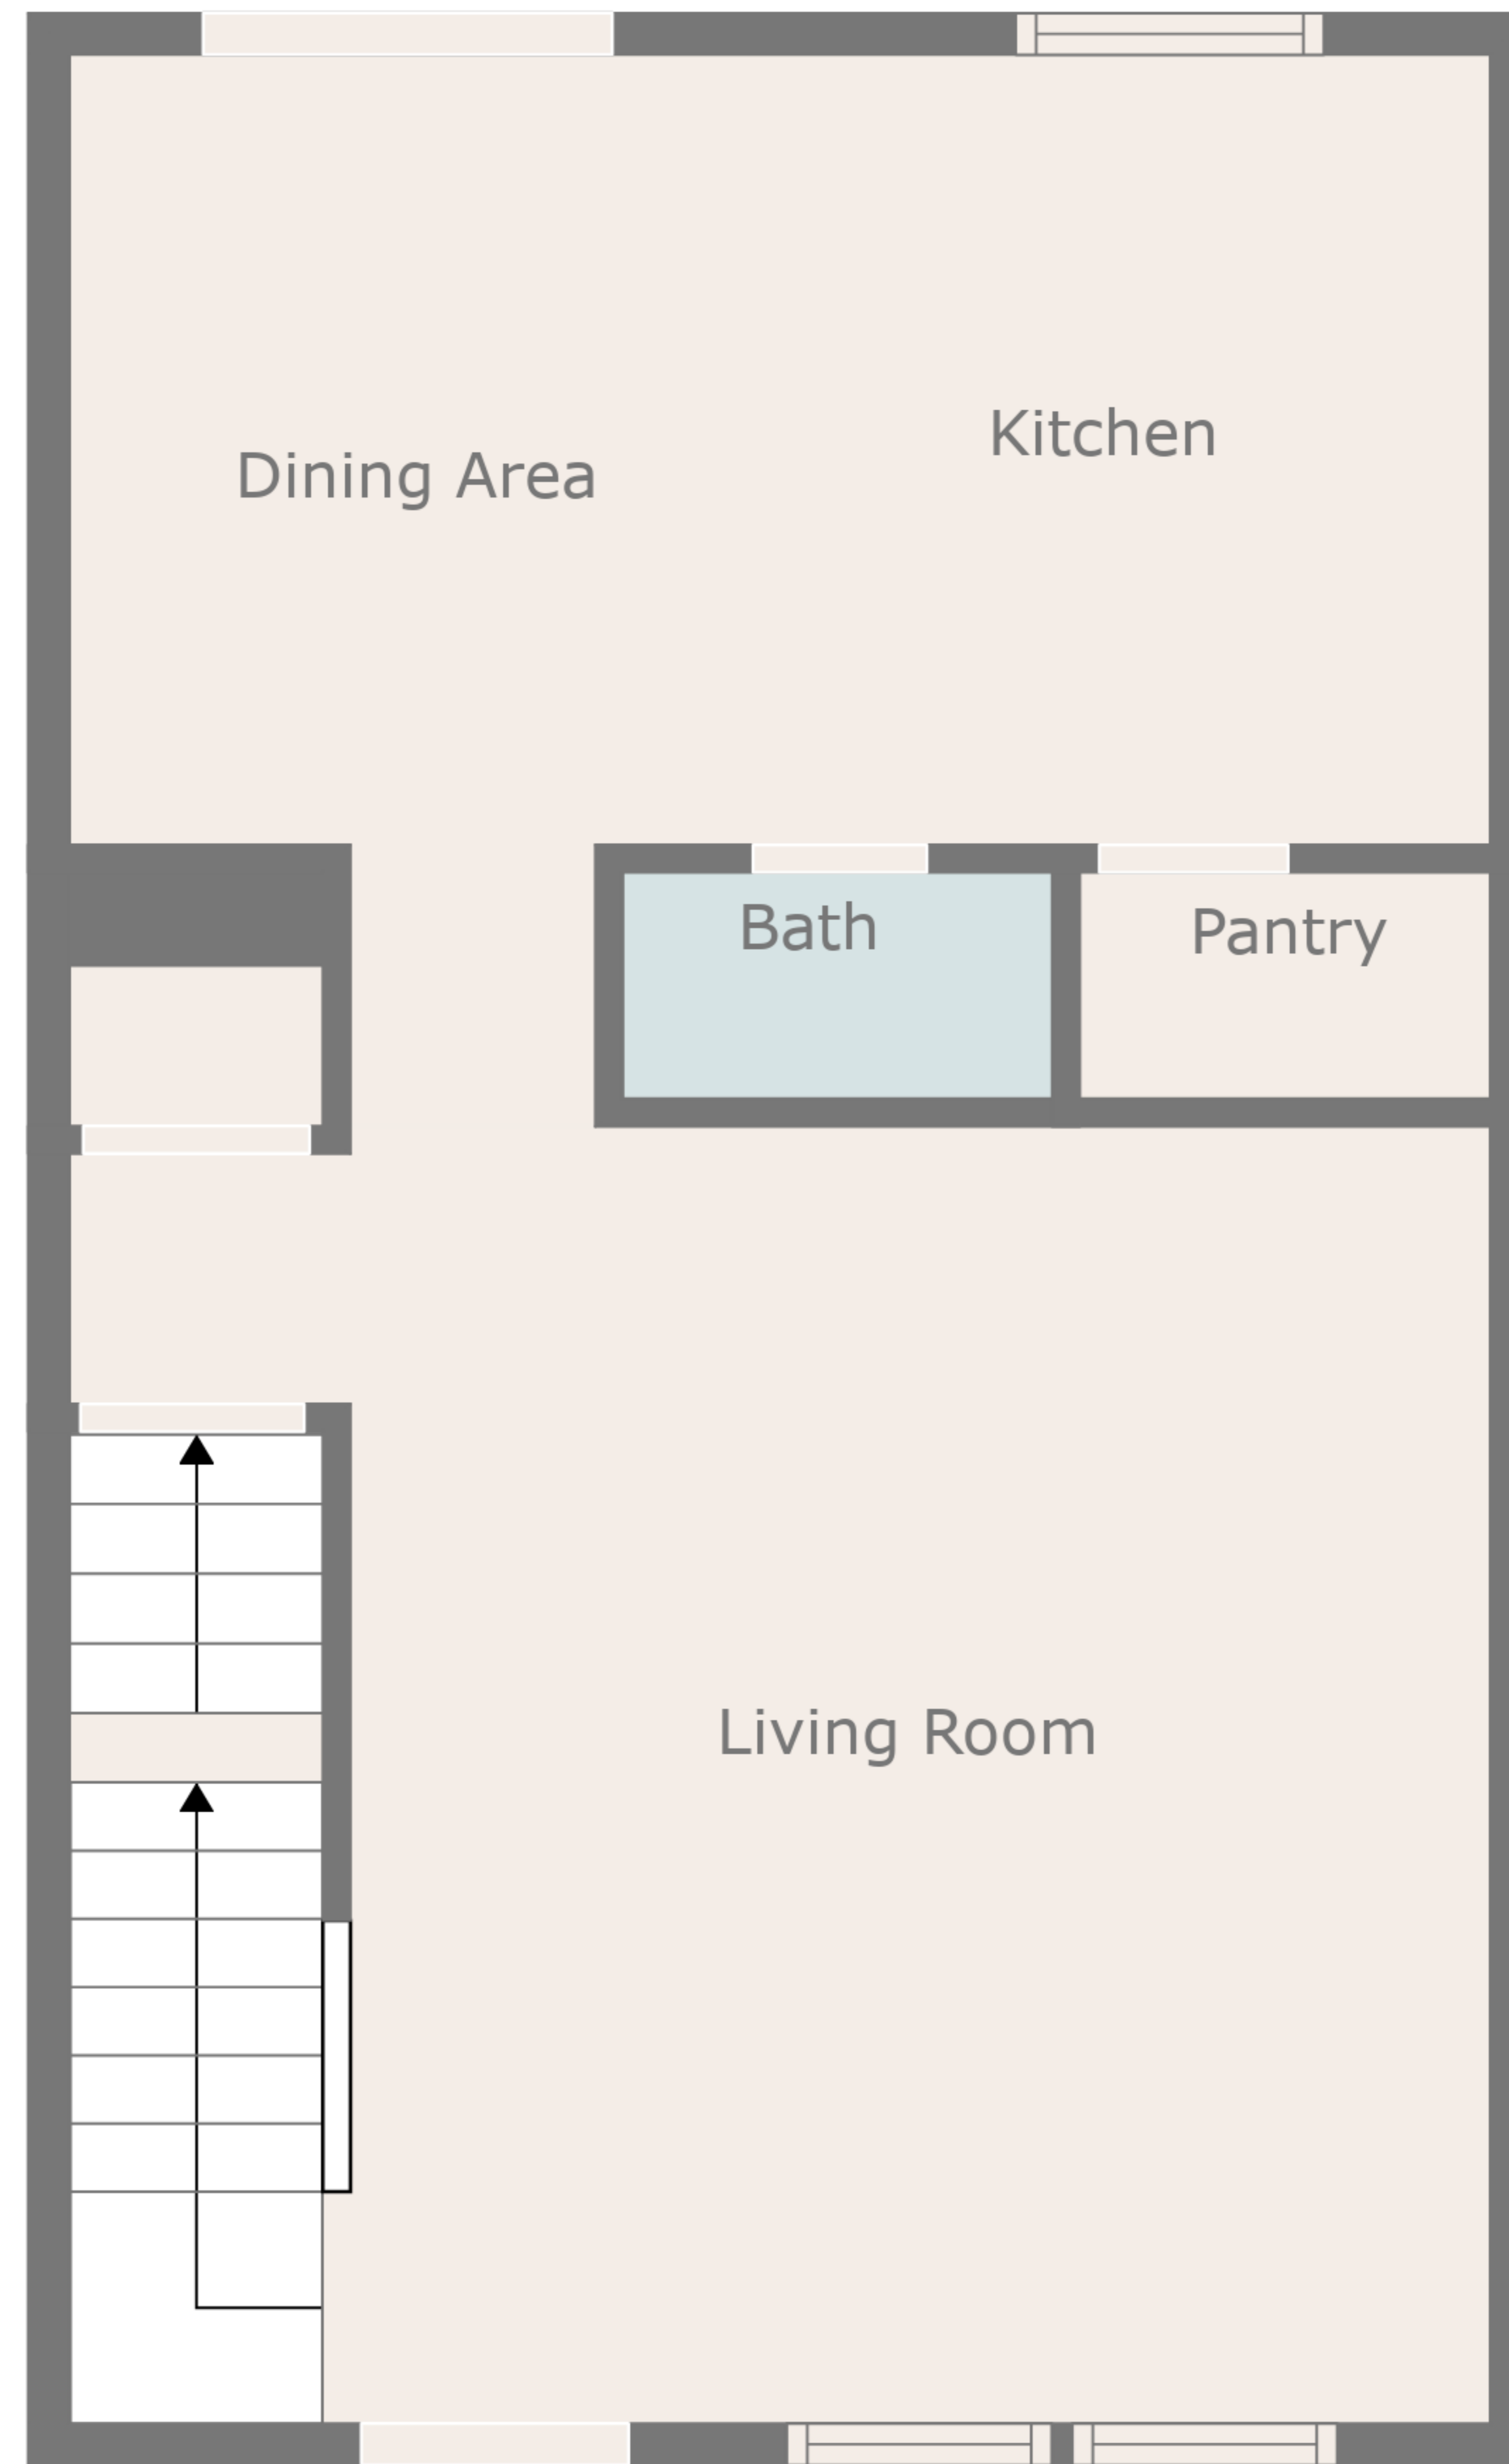 Kitchen
Dining Area
Bath
Pantry
Living Room